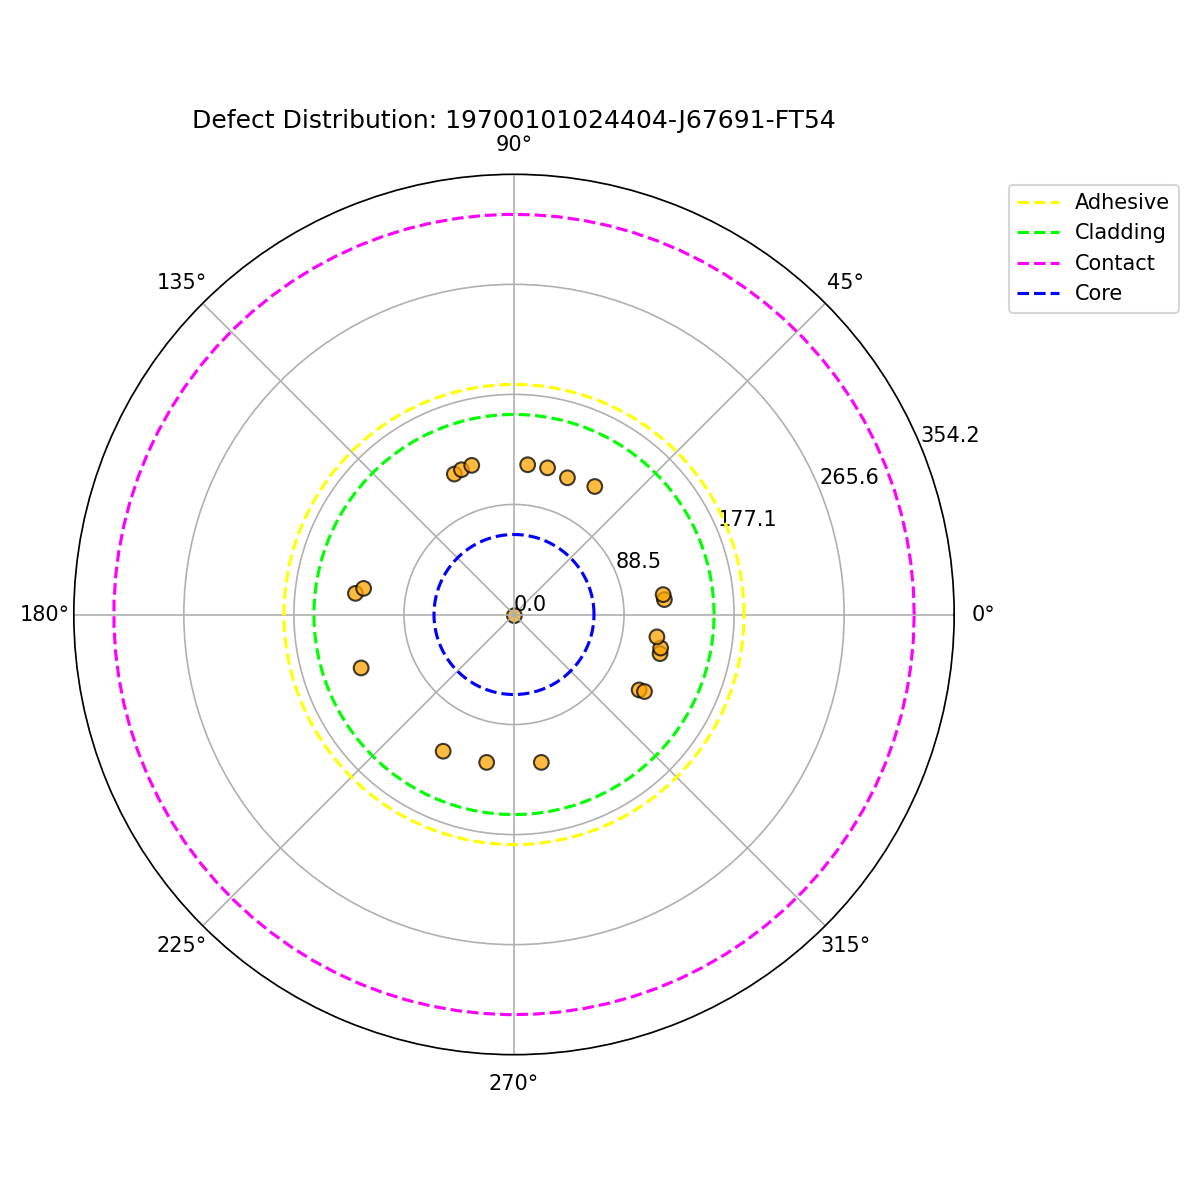 Defect Distribution: 19700101024404-J67691-FT54
90°
135°
45°
Adhesive
Cladding
Contact
Core
354.2
265.6
177.1
88.5
0.0
180°
0°
225°
315°
270°